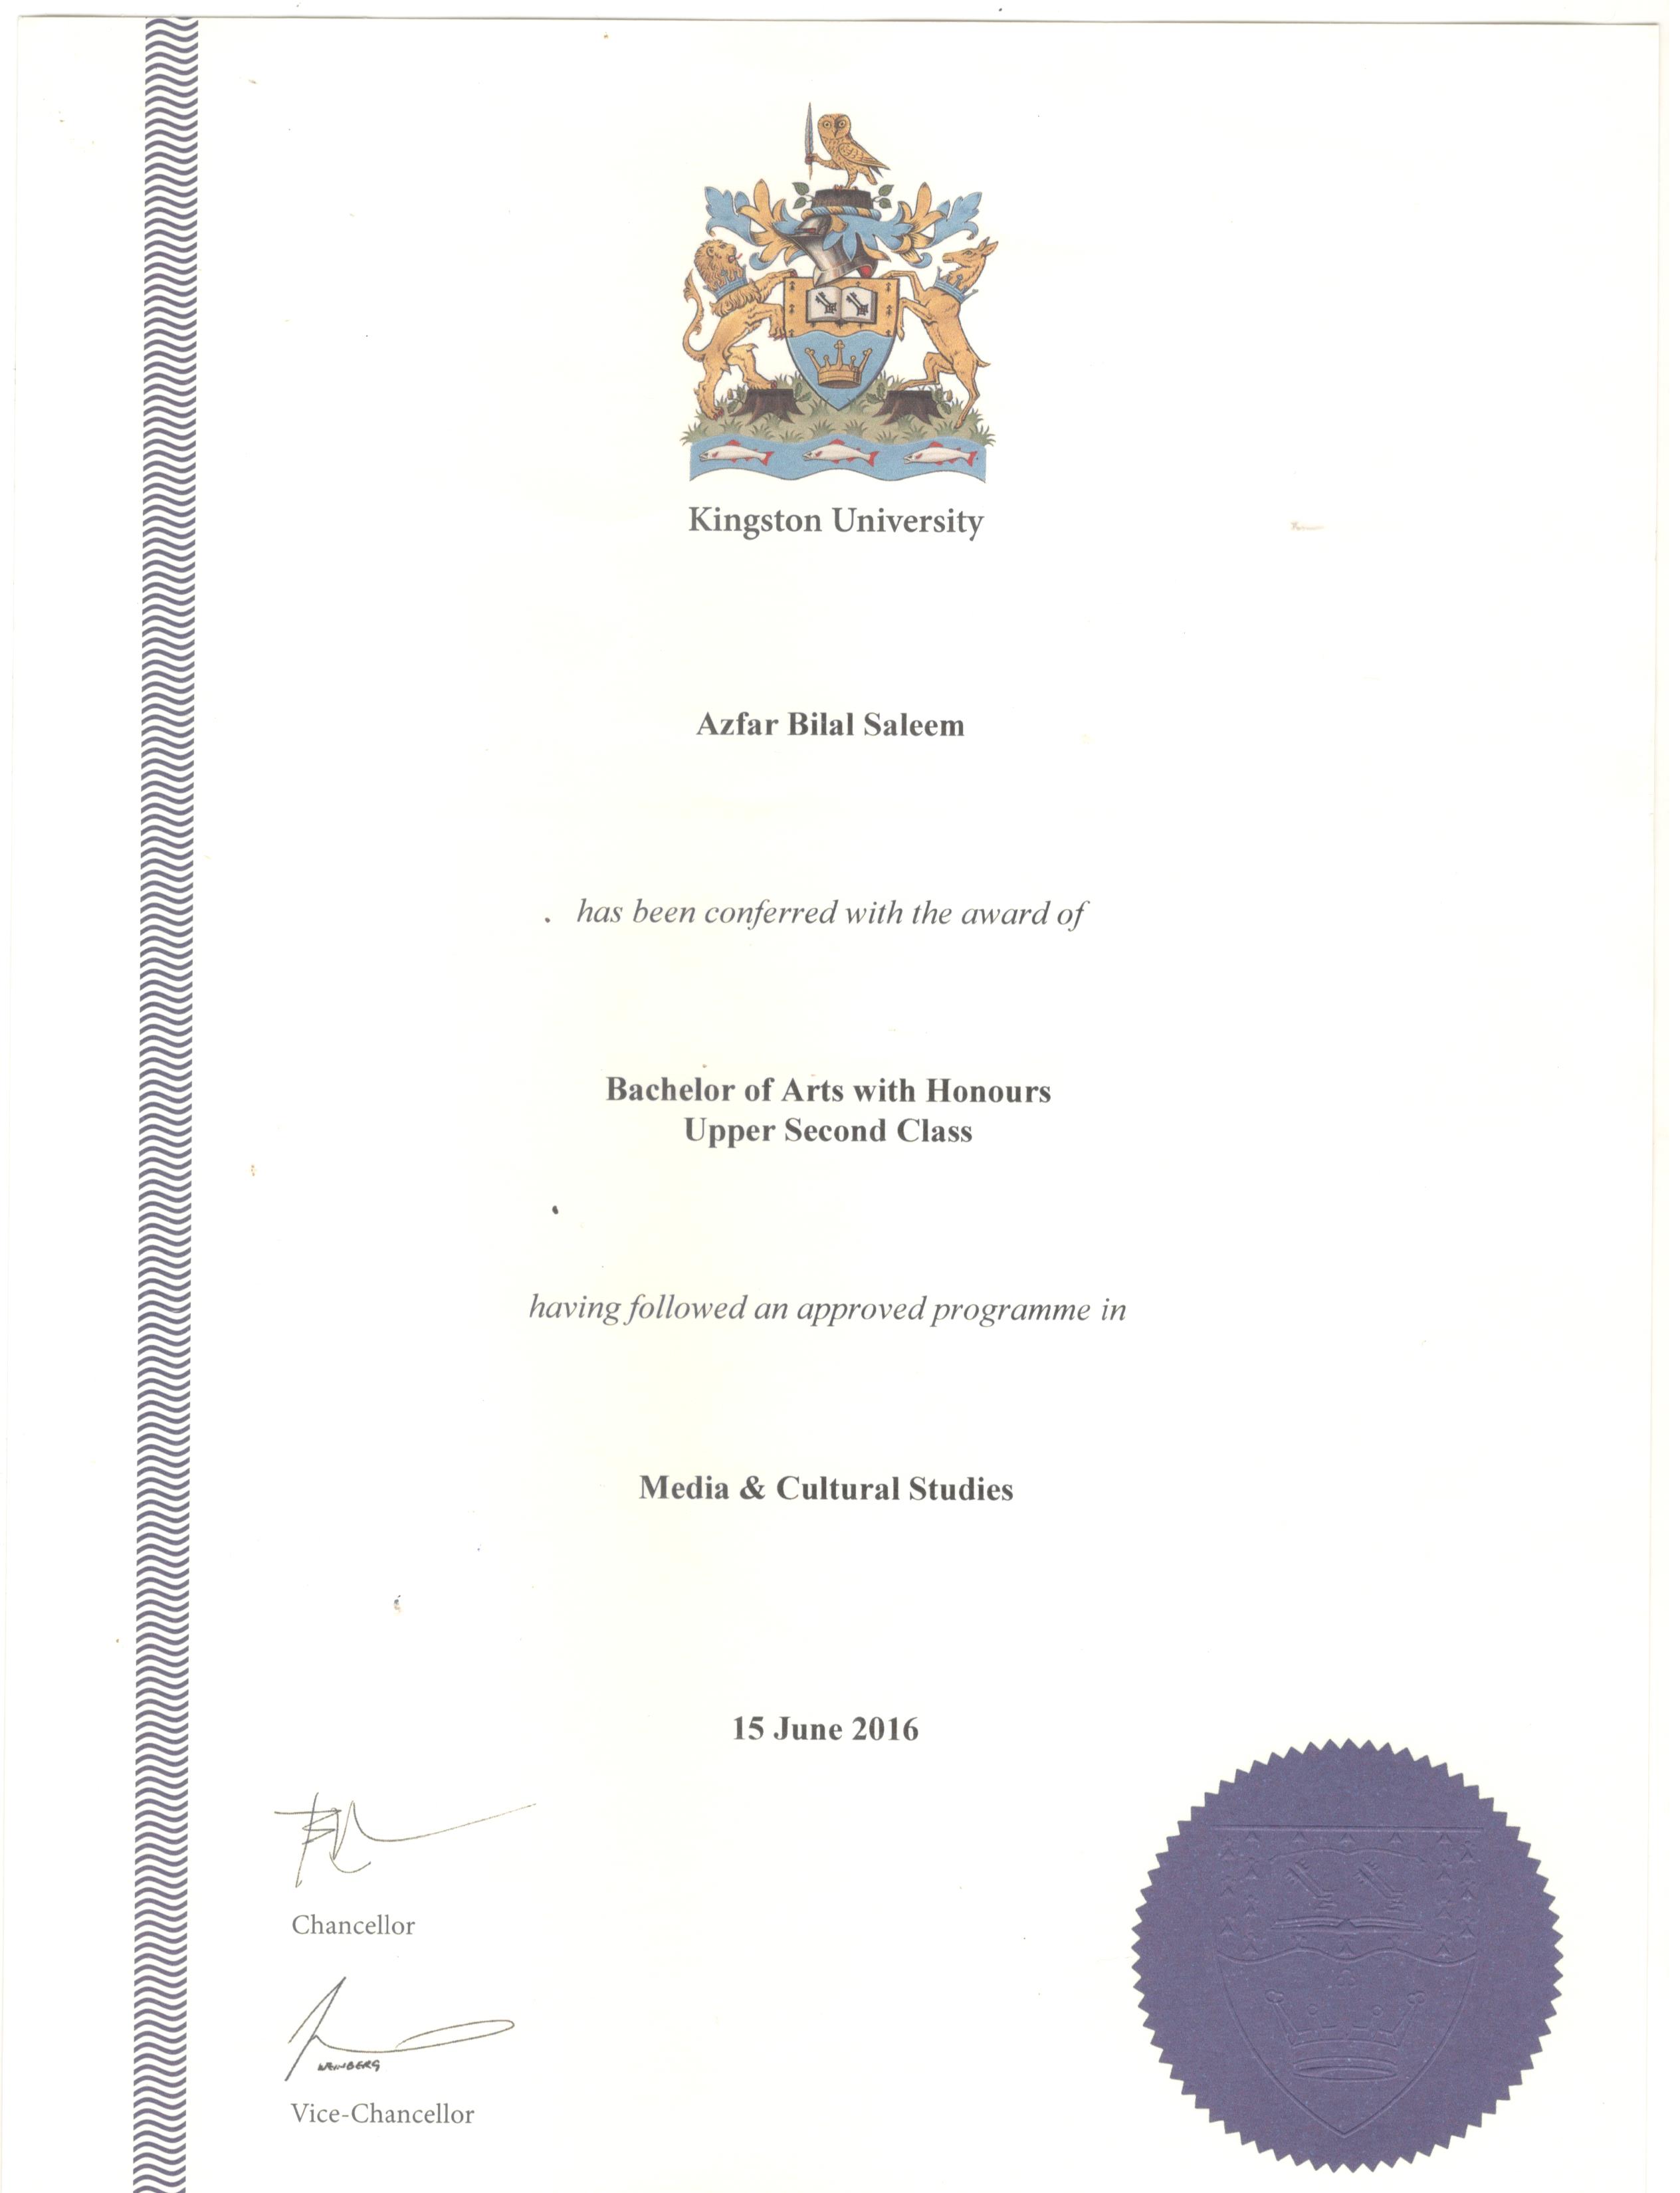 Kingston University
Azfar Bilal Saleem
has been conferred with the award of
Bachelor of Arts with Honours
Upper Second Class
having followed an approved programme in
Media & Cultural Studies
15 June 2016
Chancellor
WEINBERG
Vice-Chancellor